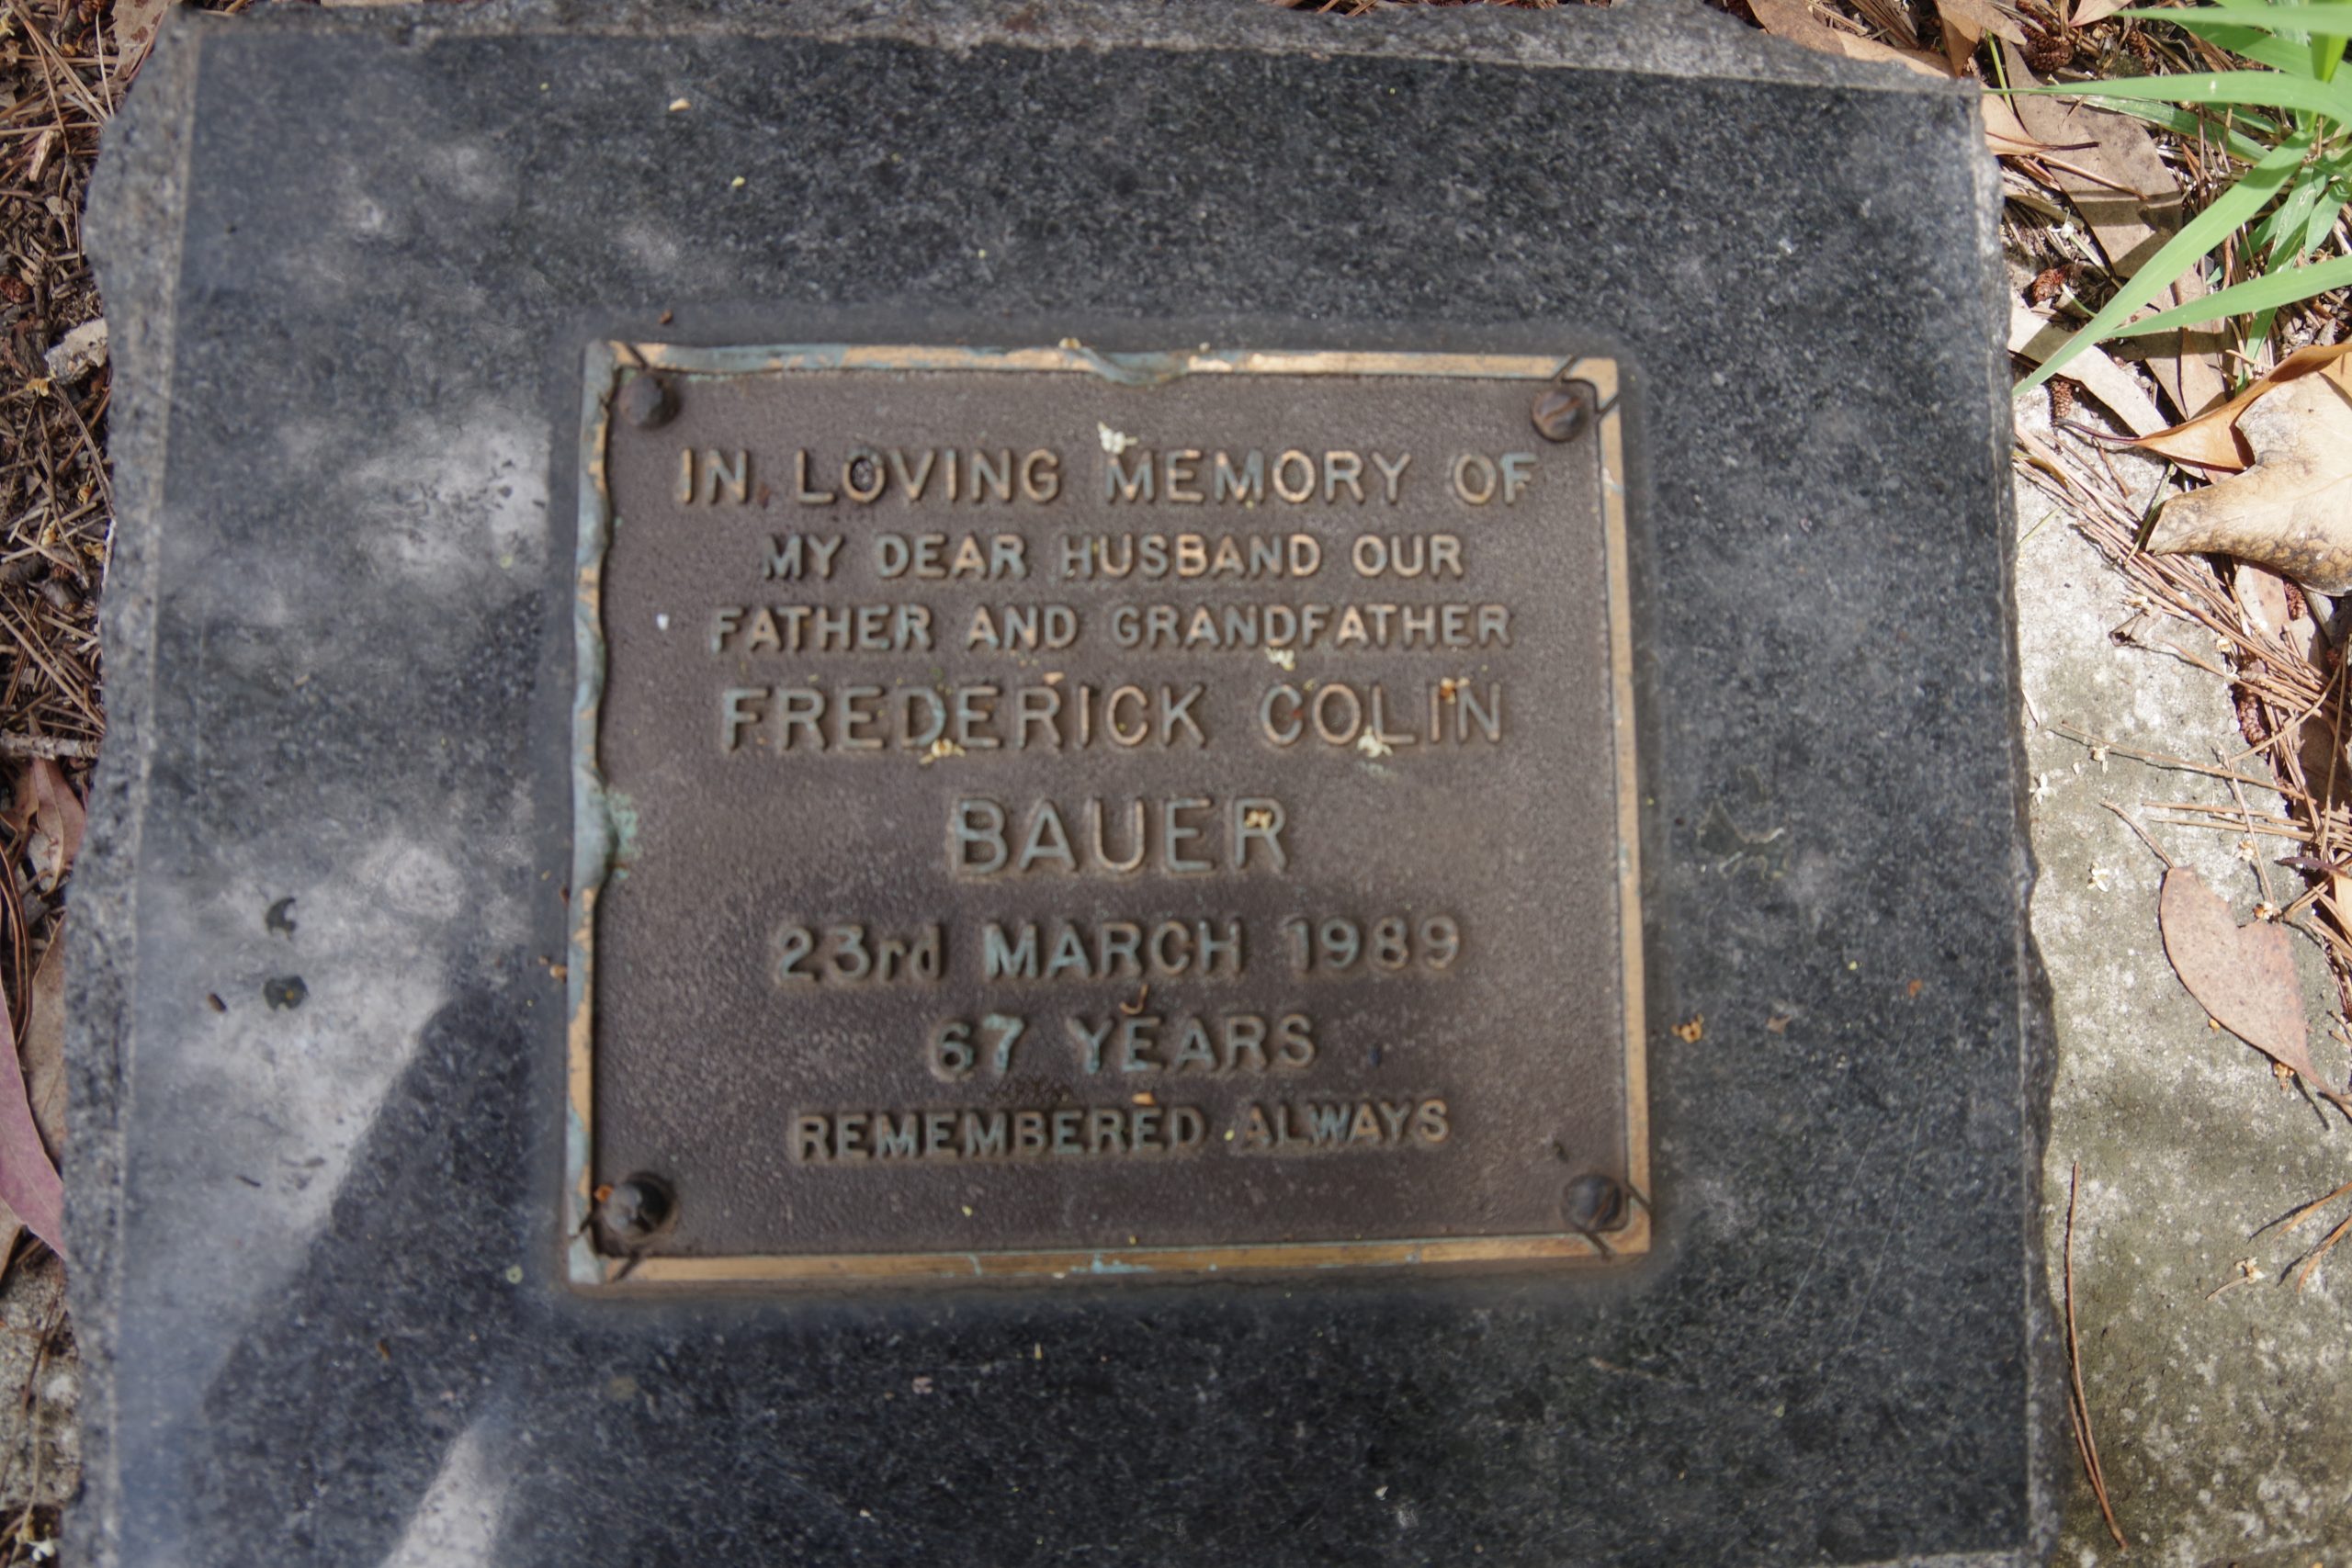 IN LOVING MEMORY OF
MY DEAR HUSBAND OUR
FATHER AND GRANDFATHER
FREDERICK COLIN
BAUER
23rd MARCH 1989
67 YEARS
REMEMBERED ALWAYS